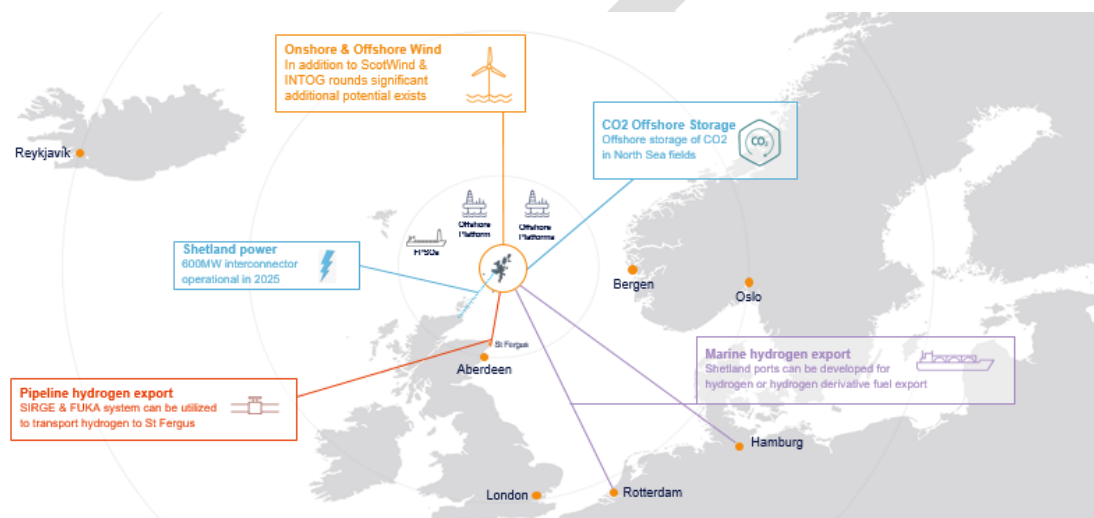 Onshore & Offshore Wind
In addition to ScotWind &
INTOG rounds significant
additional potential exists
CO2 Offshore Storage
Offshore storage of CO2
in North Sea fields
CO₂
Reykjavík
Offshore
Platform
Offshore
Platforms
FPSOs
Shetland power
600MW interconnector
operational in 2025
Bergen
Oslo
St Fergus
Aberdeen
Marine hydrogen export
Shetland ports can be developed for
hydrogen or hydrogen derivative fuel export
Pipeline hydrogen export
SIRGE & FUKA system can be utilized
to transport hydrogen to St Fergus
Hamburg
London
Rotterdam